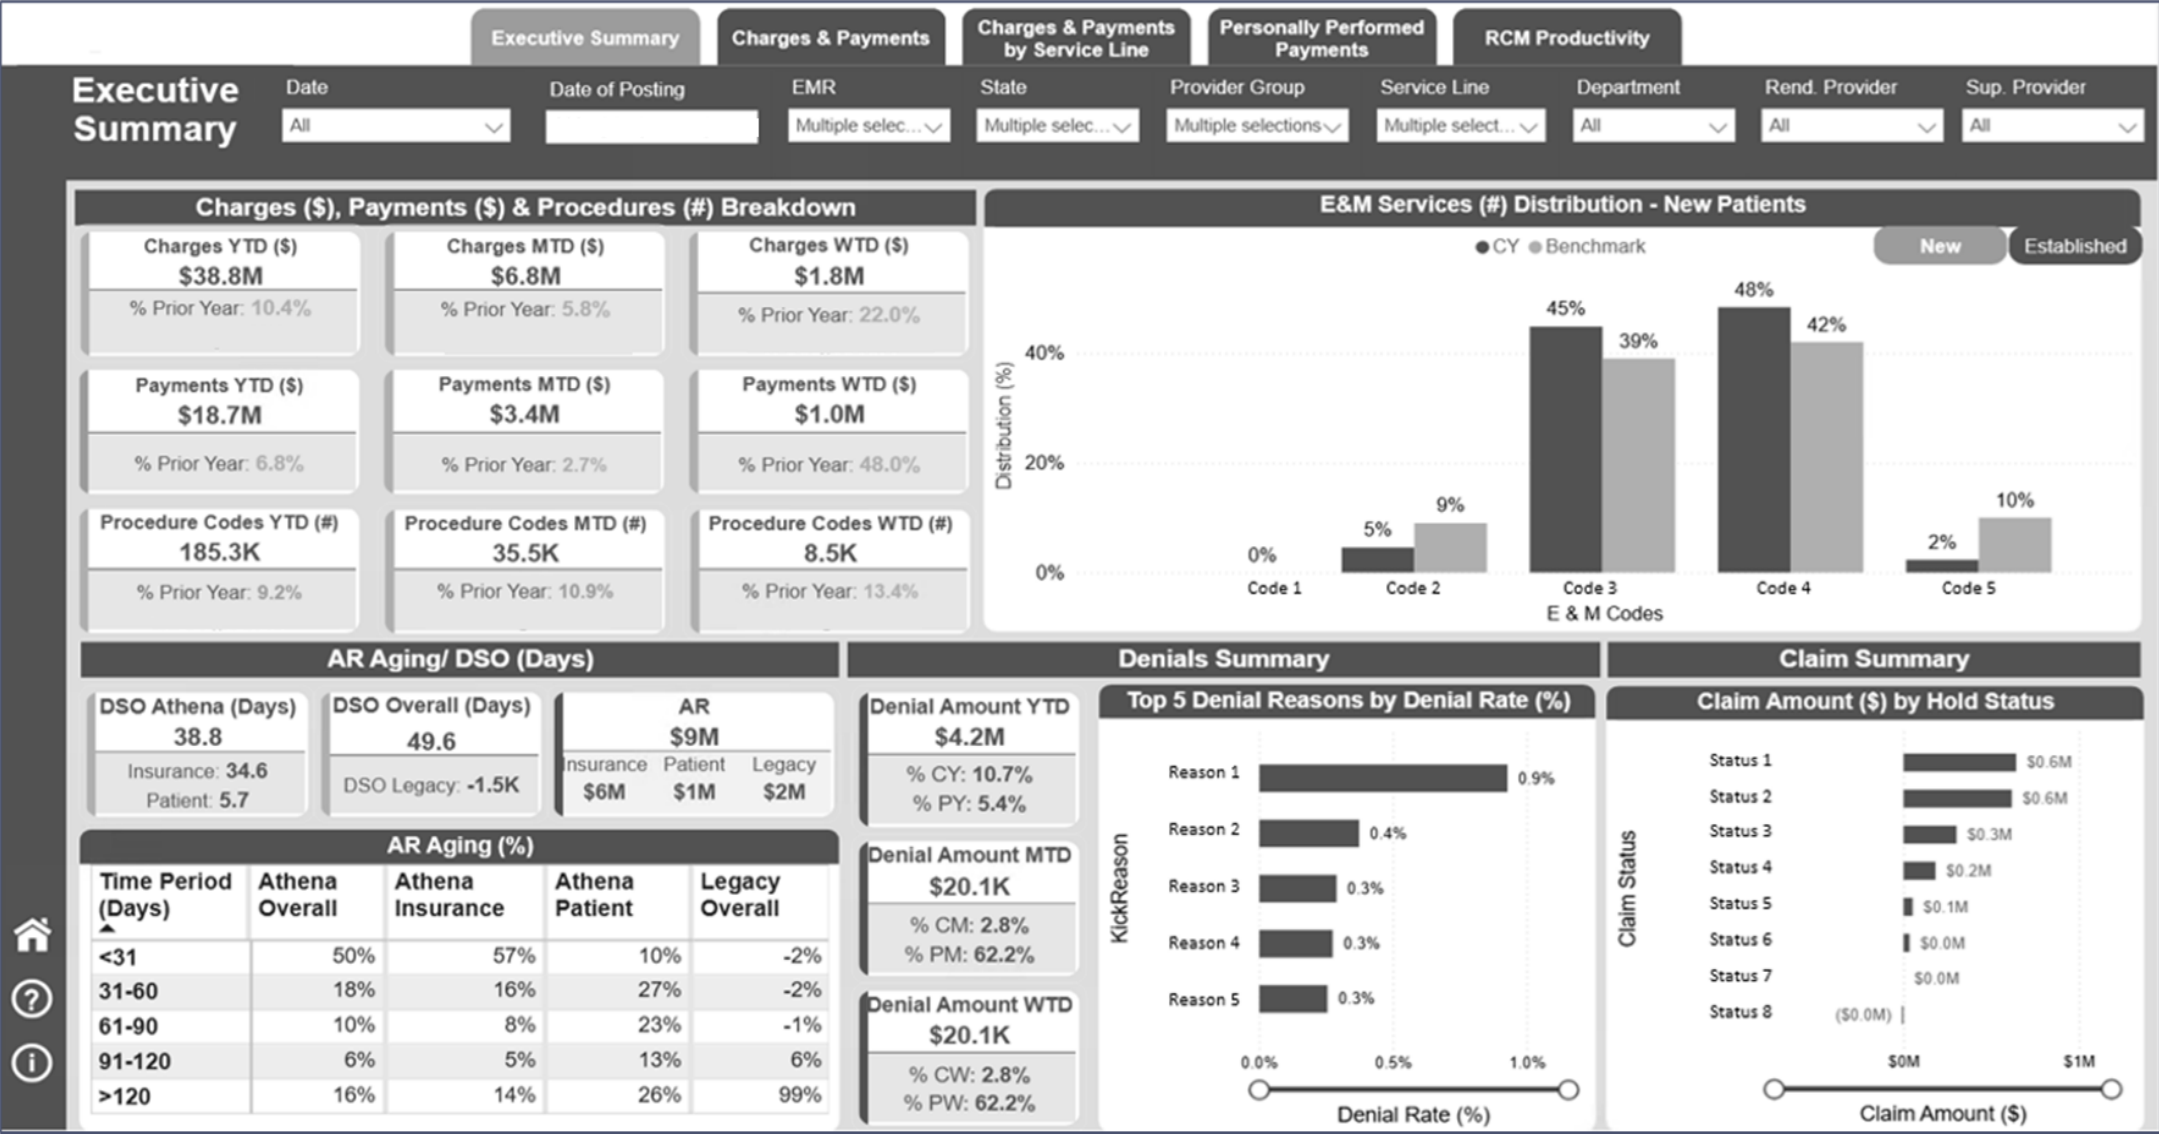 Executive Summary
Charges & Payments
Charges & Payments
by Service Line
Personally Performed
Payments
RCM Productivity
Executive
Summary
Date
All
Date of Posting
EMR
Multiple selec...
State
Multiple selec...
Provider Group
Multiple selections
Service Line
Multiple select...
Department
All
Rend. Provider
All
Sup. Provider
All
Charges ($), Payments ($) & Procedures (#) Breakdown
Charges YTD ($)
$38.8M
% Prior Year: 10.4%
Charges MTD ($)
$6.8M
% Prior Year: 5.8%
Charges WTD ($)
$1.8M
% Prior Year: 22.0%
Payments YTD ($)
$18.7M
% Prior Year: 6.8%
Payments MTD ($)
$3.4M
% Prior Year: 2.7%
Payments WTD ($)
$1.0M
% Prior Year: 48.0%
Procedure Codes YTD (#)
185.3K
% Prior Year: 9.2%
Procedure Codes MTD (#)
35.5K
% Prior Year: 10.9%
Procedure Codes WTD (#)
8.5K
% Prior Year: 13.4%
E&M Services (#) Distribution - New Patients
CY Benchmark
New
Established
Distribution (%)
40%
20%
0%
0%
5%
9%
45%
39%
48%
42%
2%
10%
Code 1
Code 2
Code 3
Code 4
Code 5
E & M Codes
AR Aging/ DSO (Days)
DSO Athena (Days)
38.8
Insurance: 34.6
Patient: 5.7
DSO Overall (Days)
49.6
DSO Legacy: -1.5K
AR
$9M
Insurance Patient Legacy
$6M $1M $2M
AR Aging (%)
Time Period (Days) Athena Overall Athena Insurance Athena Patient Legacy Overall
<31 50% 57% 10% -2%
31-60 18% 16% 27% -2%
61-90 10% 8% 23% -1%
91-120 6% 5% 13% 6%
>120 16% 14% 26% 99%
Denials Summary
Denial Amount YTD
$4.2M
% CY: 10.7%
% PY: 5.4%
Denial Amount MTD
$20.1K
% CM: 2.8%
% PM: 62.2%
Denial Amount WTD
$20.1K
% CW: 2.8%
% PW: 62.2%
Top 5 Denial Reasons by Denial Rate (%)
KickReason
Reason 1 0.9%
Reason 2 0.4%
Reason 3 0.3%
Reason 4 0.3%
Reason 5 0.3%
0.0% 0.5% 1.0%
Denial Rate (%)
Claim Summary
Claim Amount ($) by Hold Status
Claim Status
Status 1 $0.6M
Status 2 $0.6M
Status 3 $0.3M
Status 4 $0.2M
Status 5 $0.1M
Status 6 $0.0M
Status 7 $0.0M
Status 8 ($0.0M)
$0M $1M
Claim Amount ($)